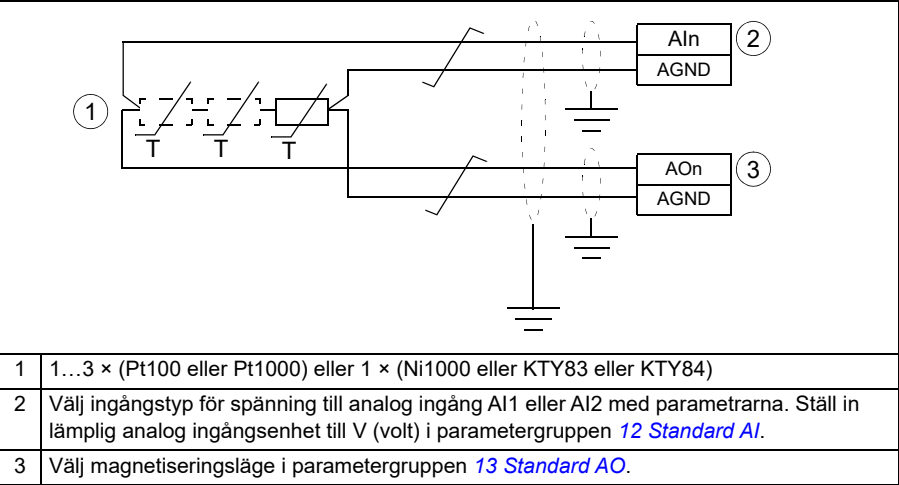 AIn
2
AGND
1
T
T
T
AOn
3
AGND
1 1…3 × (Pt100 eller Pt1000) eller 1 × (Ni1000 eller KTY83 eller KTY84)
2 Välj ingångstyp för spänning till analog ingång AI1 eller AI2 med parametrarna. Ställ in
lämplig analog ingångsenhet till V (volt) i parametergruppen 12 Standard AI.
3 Välj magnetiseringsläge i parametergruppen 13 Standard AO.